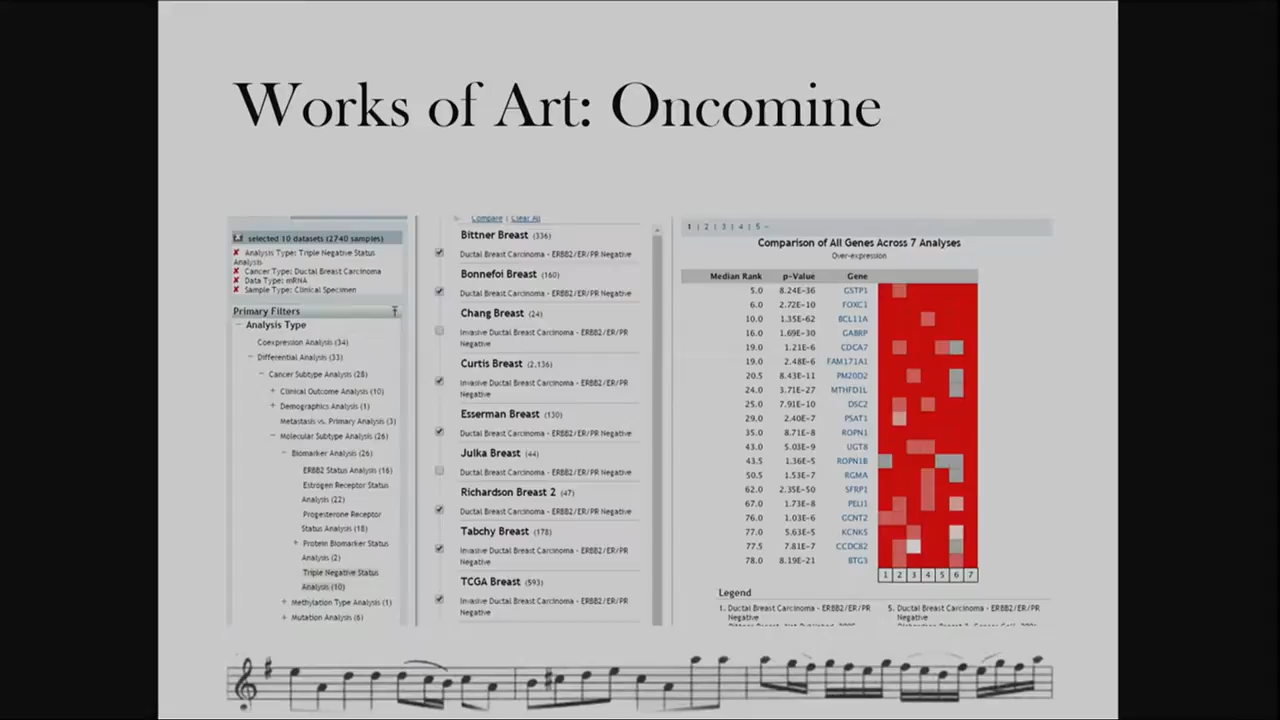 Works of Art: Oncomine
selected 10 datasets (2740 samples)
✘ Analysis Type: Triple Negative Status
Analysis
✘ Cancer Type: Ductal Breast Carcinoma
✘ Data Type: mRNA
✘ Sample Type: Clinical Specimen
Primary Filters
− Analysis Type
Coexpression Analysis (34)
− Differential Analysis (33)
− Cancer Subtype Analysis (28)
+ Clinical Outcome Analysis (10)
+ Demographics Analysis (1)
Metastasis vs. Primary Analysis (3)
− Molecular Subtype Analysis (26)
− Biomarker Analysis (26)
ERBB2 Status Analysis (16)
Estrogen Receptor Status
Analysis (22)
Progesterone Receptor
Status Analysis (18)
+ Protein Biomarker Status
Analysis (2)
Triple Negative Status
Analysis (10)
+ Methylation Type Analysis (1)
+ Mutation Analysis (6)
Compare | Clear All
Bittner Breast (336)
Ductal Breast Carcinoma - ERBB2/ER/PR Negative
Bonnefoi Breast (160)
Ductal Breast Carcinoma - ERBB2/ER/PR Negative
Chang Breast (24)
Invasive Ductal Breast Carcinoma - ERBB2/ER/PR
Negative
Curtis Breast (2,136)
Invasive Ductal Breast Carcinoma - ERBB2/ER/PR
Negative
Esserman Breast (130)
Ductal Breast Carcinoma - ERBB2/ER/PR Negative
Julka Breast (44)
Ductal Breast Carcinoma - ERBB2/ER/PR Negative
Richardson Breast 2 (47)
Ductal Breast Carcinoma - ERBB2/ER/PR Negative
Tabchy Breast (178)
Invasive Ductal Breast Carcinoma - ERBB2/ER/PR
Negative
TCGA Breast (593)
Invasive Ductal Breast Carcinoma - ERBB2/ER/PR
Negative
1 | 2 | 3 | 4 | 5
Comparison of All Genes Across 7 Analyses
Over-expression
Median Rank p-Value Gene
5.0 8.24E-36 GSTP1
6.0 2.72E-10 FOXC1
10.0 1.35E-62 BCL11A
16.0 1.69E-30 GABRP
19.0 1.21E-6 CDCA7
19.0 2.48E-6 FAM171A1
20.5 8.43E-11 PM20D2
24.0 3.71E-27 MTHFD1L
25.0 7.91E-10 DSC2
29.0 2.40E-7 PSAT1
35.0 8.71E-8 ROPN1
43.0 5.03E-9 UGT8
43.5 1.36E-5 ROPN1B
50.5 1.53E-7 RGMA
62.0 2.35E-50 SFRP1
67.0 1.73E-8 PELI1
76.0 1.03E-6 GCNT2
77.0 5.63E-5 KCNK5
77.5 7.81E-7 CCDC82
78.0 8.19E-21 BTG3
1 2 3 4 5 6 7
Legend
1. Ductal Breast Carcinoma - ERBB2/ER/PR
Negative
5. Ductal Breast Carcinoma - ERBB2/ER/PR
Negative